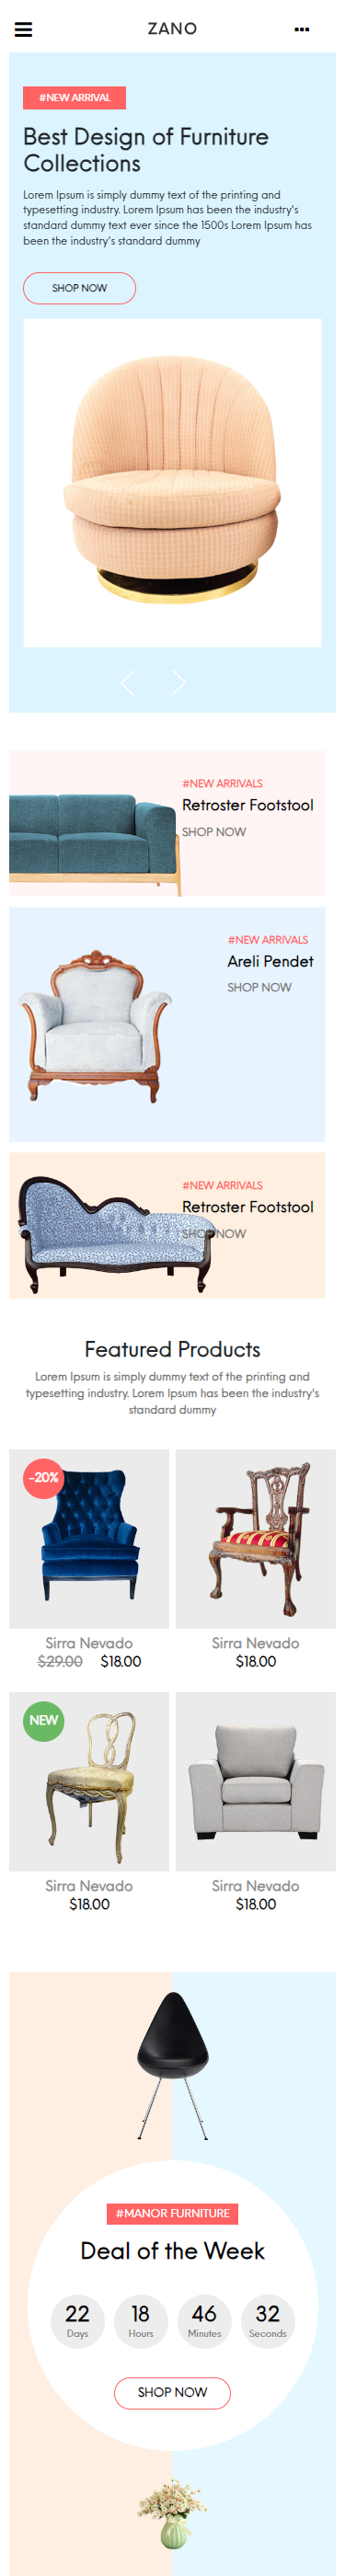 ZANO
#NEW ARRIVAL
Best Design of Furniture
Collections
Lorem Ipsum is simply dummy text of the printing and
typesetting industry. Lorem Ipsum has been the industry's
standard dummy text ever since the 1500s Lorem Ipsum has
been the industry's standard dummy
SHOP NOW
#NEW ARRIVALS
Retroster Footstool
SHOP NOW
#NEW ARRIVALS
Areli Pendet
SHOP NOW
#NEW ARRIVALS
Retroster Footstool
SHOP NOW
Featured Products
Lorem Ipsum is simply dummy text of the printing and
typesetting industry. Lorem Ipsum has been the industry's
standard dummy
-20%
Sirra Nevado
$29.00 $18.00
Sirra Nevado
$18.00
NEW
Sirra Nevado
$18.00
Sirra Nevado
$18.00
#MANOR FURNITURE
Deal of the Week
22 18 46 32
Days Hours Minutes Seconds
SHOP NOW